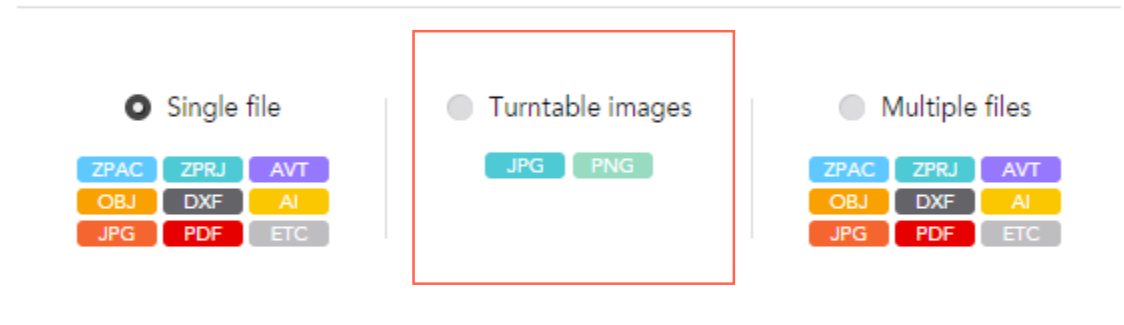 Single file
ZPAC ZPRJ AVT
OBJ DXF AI
JPG PDF ETC
Turntable images
JPG PNG
Multiple files
ZPAC ZPRJ AVT
OBJ DXF AI
JPG PDF ETC